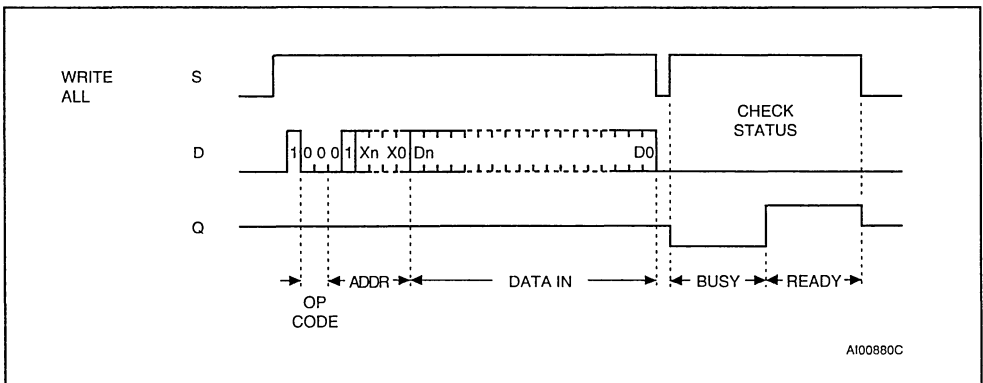 WRITE
ALL
S
CHECK
STATUS
D
1 0 0 0 1 Xn X0 Dn D0
Q
ADDR DATA IN BUSY READY
OP
CODE
AI00880C